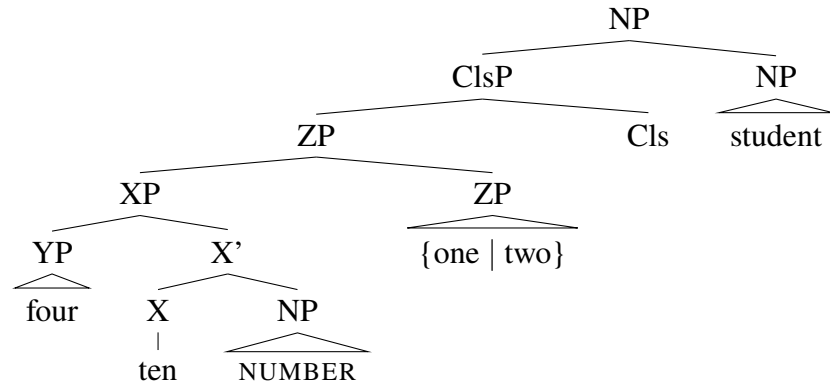 NP
ClsP NP
ZP Cls student
XP ZP
YP X' {one | two}
four X NP
ten NUMBER